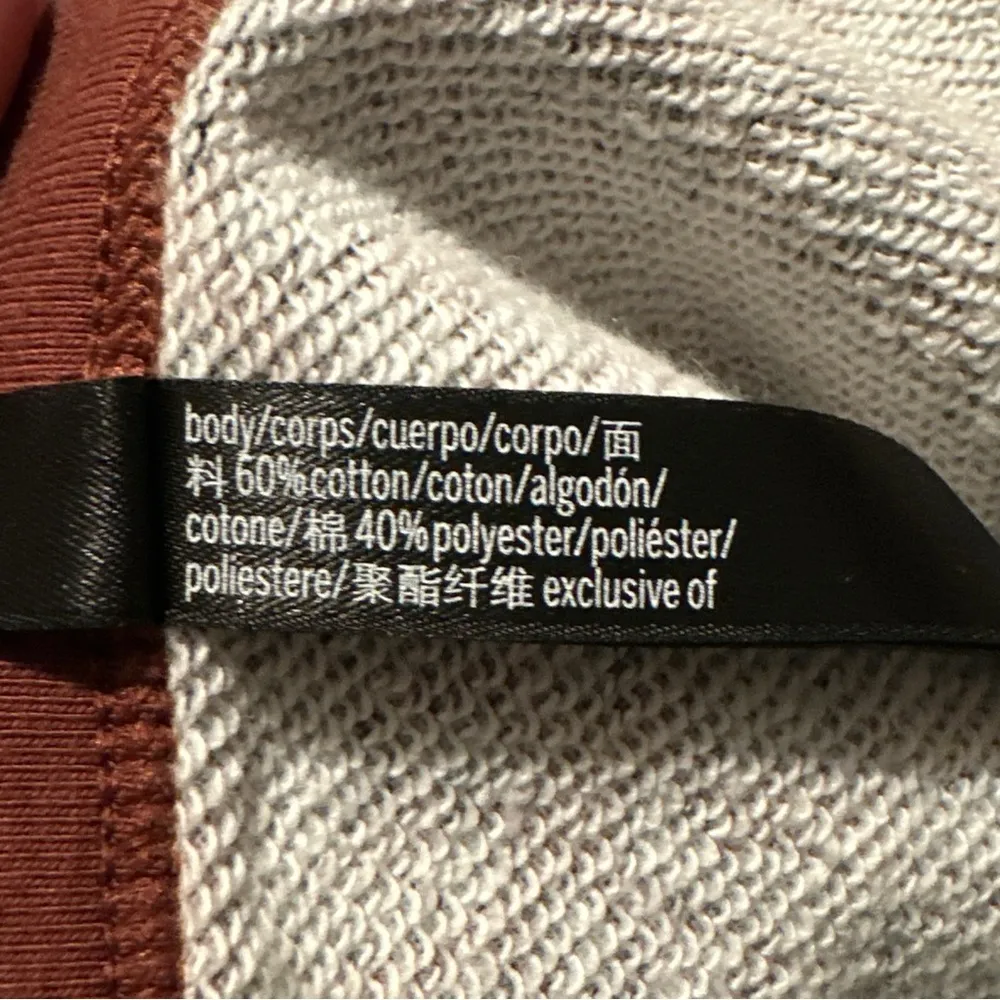 body/corps/cuerpo/corpo/面
料 60%cotton/coton/algodón/
cotone/棉 40%polyester/poliéster/
poliestere/聚酯纤维 exclusive of